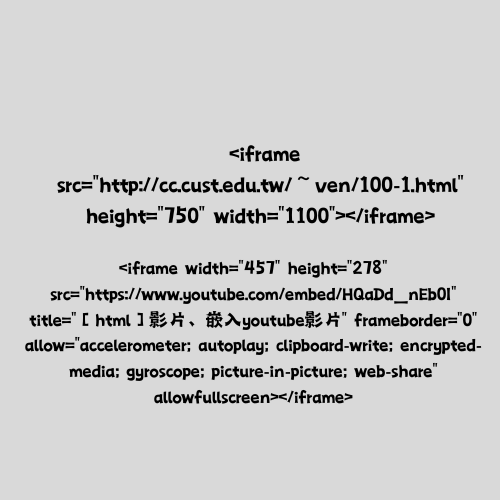 <iframe
src="http://cc.cust.edu.tw/~ven/100-1.html"
height="750" width="1100"></iframe>
<iframe width="457" height="278"
src="https://www.youtube.com/embed/HQaDd__nEb0I"
title="［html］影片、嵌入youtube影片" frameborder="0"
allow="accelerometer; autoplay; clipboard-write; encrypted-
media; gyroscope; picture-in-picture; web-share"
allowfullscreen></iframe>